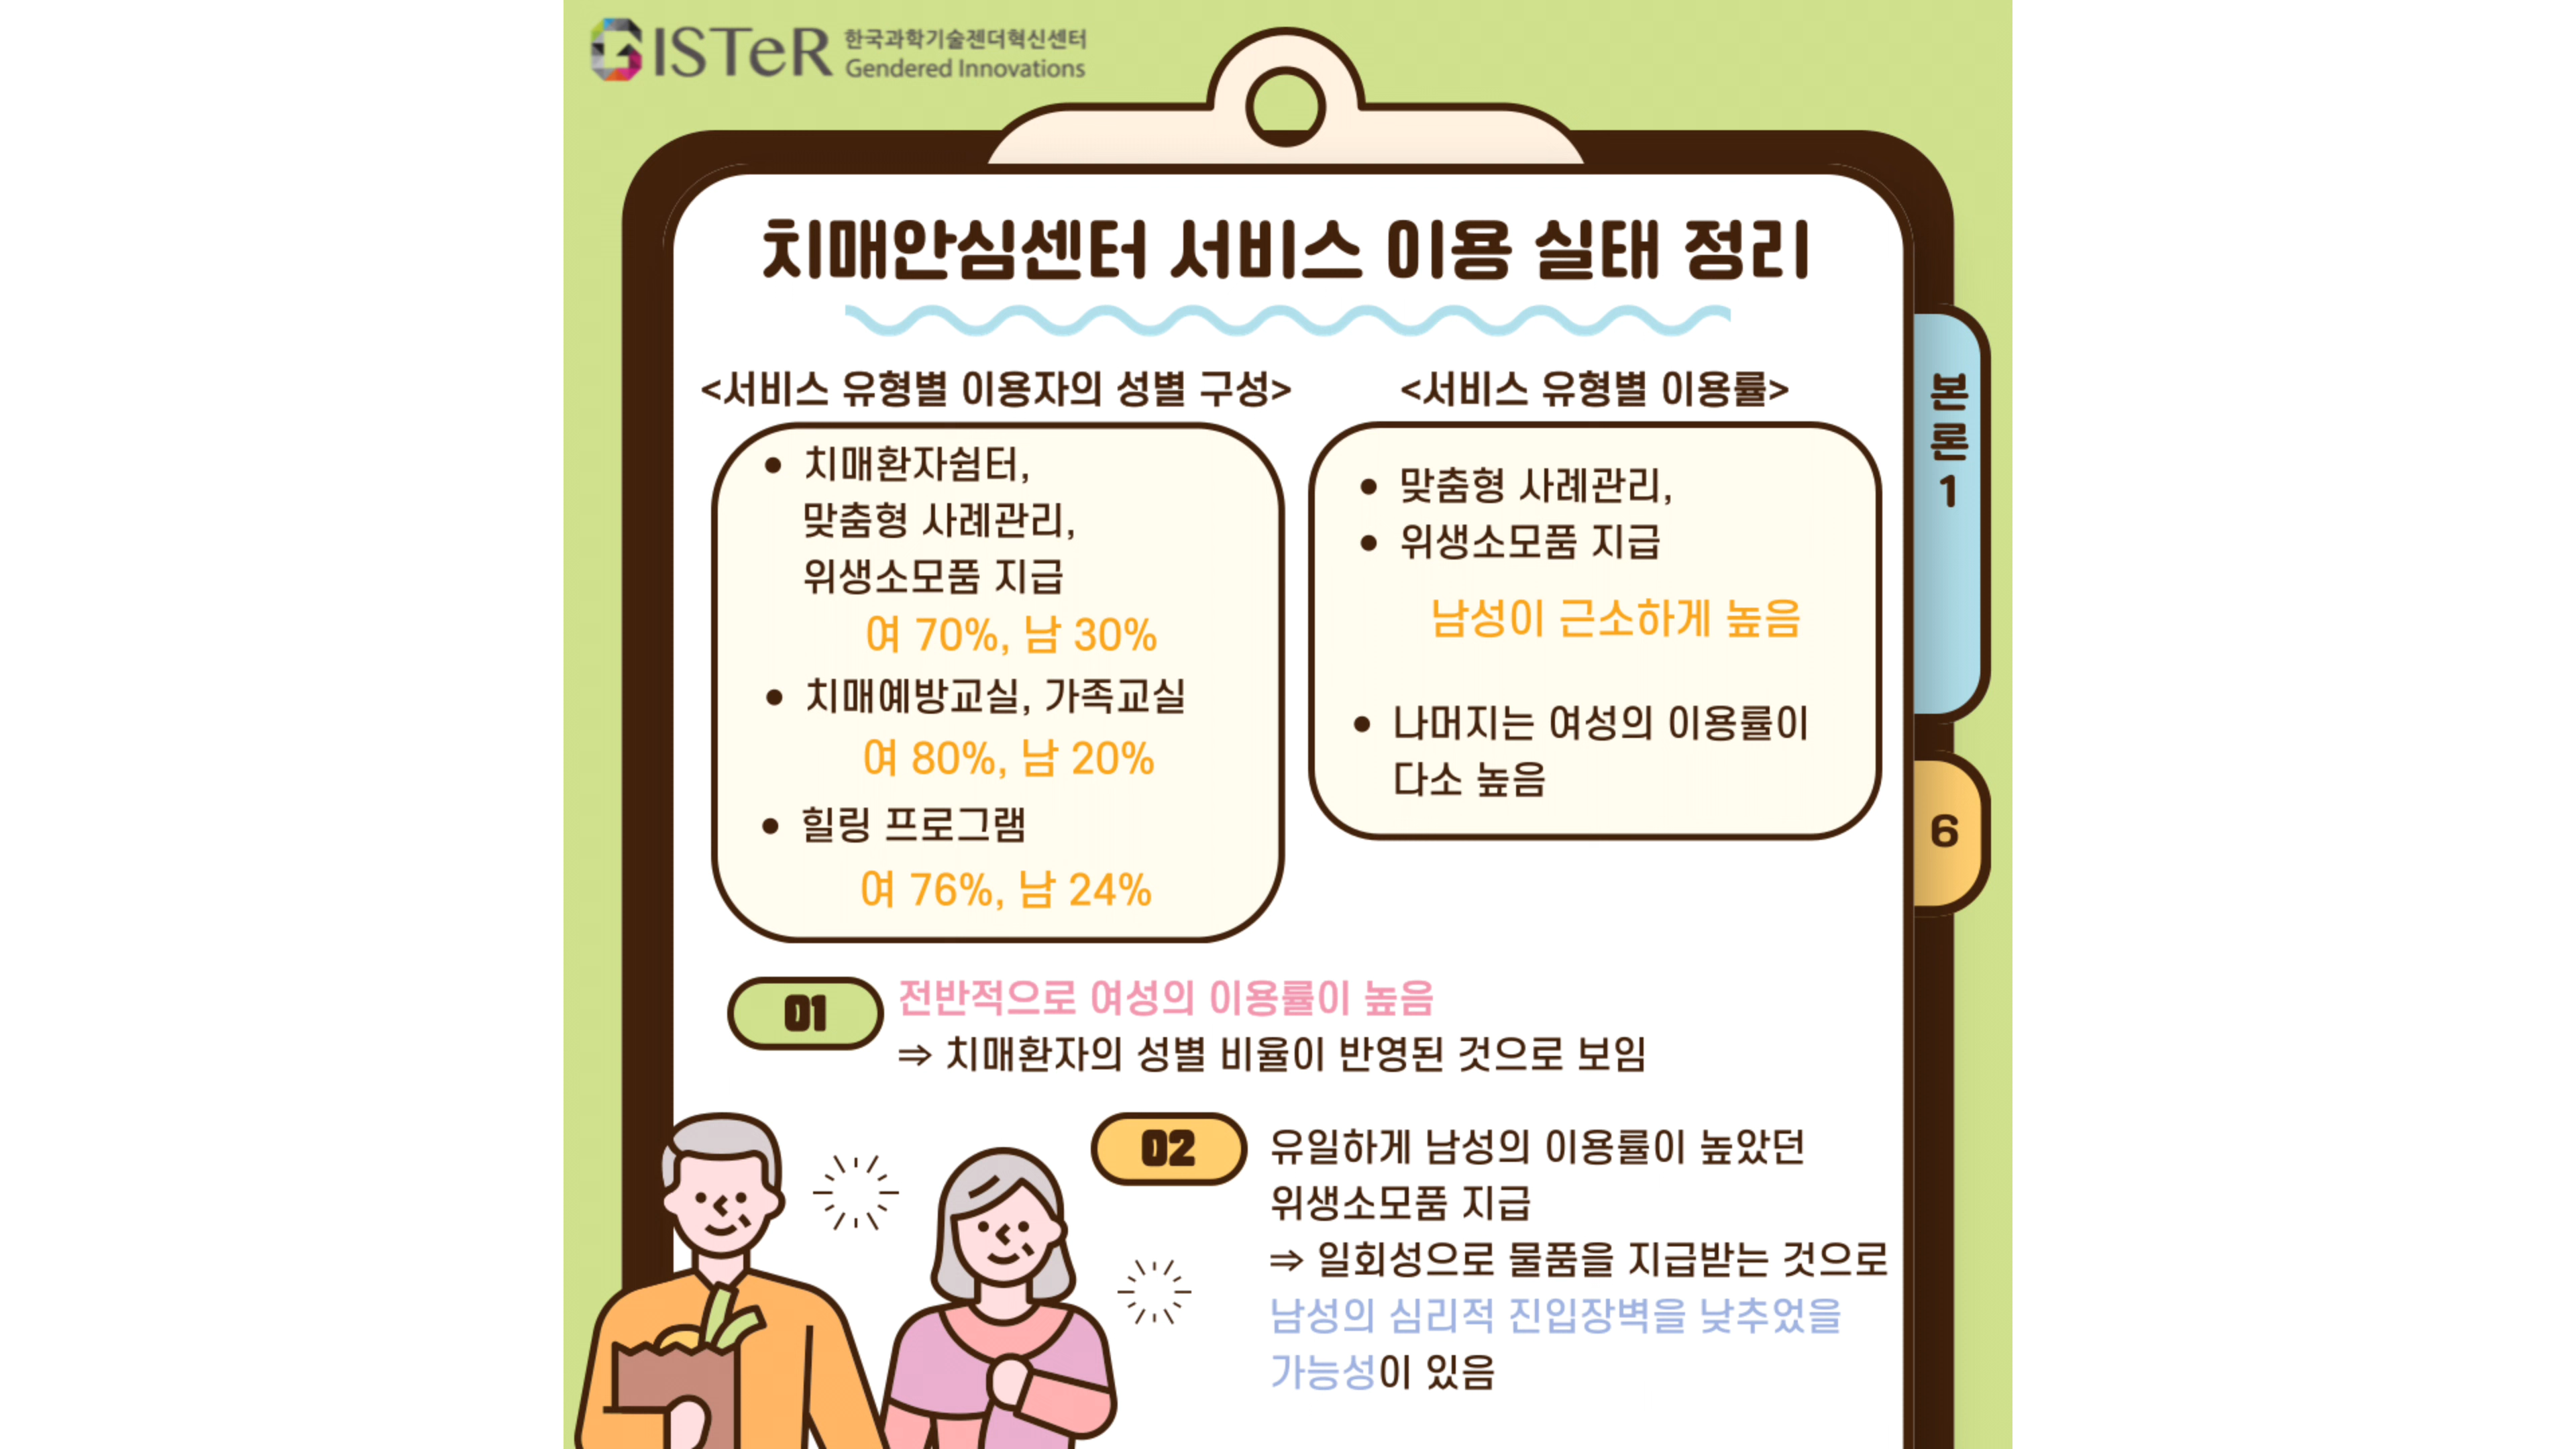 GISTeR 한국과학기술젠더혁신센터
Gendered Innovations
치매안심센터 서비스 이용 실태 정리
<서비스 유형별 이용자의 성별 구성>
• 치매환자쉼터,
맞춤형 사례관리,
위생소모품 지급
여 70%, 남 30%
• 치매예방교실, 가족교실
여 80%, 남 20%
• 힐링 프로그램
여 76%, 남 24%
<서비스 유형별 이용률>
• 맞춤형 사례관리,
• 위생소모품 지급
남성이 근소하게 높음
• 나머지는 여성의 이용률이
다소 높음
본
론
1
6
01
전반적으로 여성의 이용률이 높음
⇒ 치매환자의 성별 비율이 반영된 것으로 보임
02
유일하게 남성의 이용률이 높았던
위생소모품 지급
⇒ 일회성으로 물품을 지급받는 것으로
남성의 심리적 진입장벽을 낮추었을
가능성이 있음